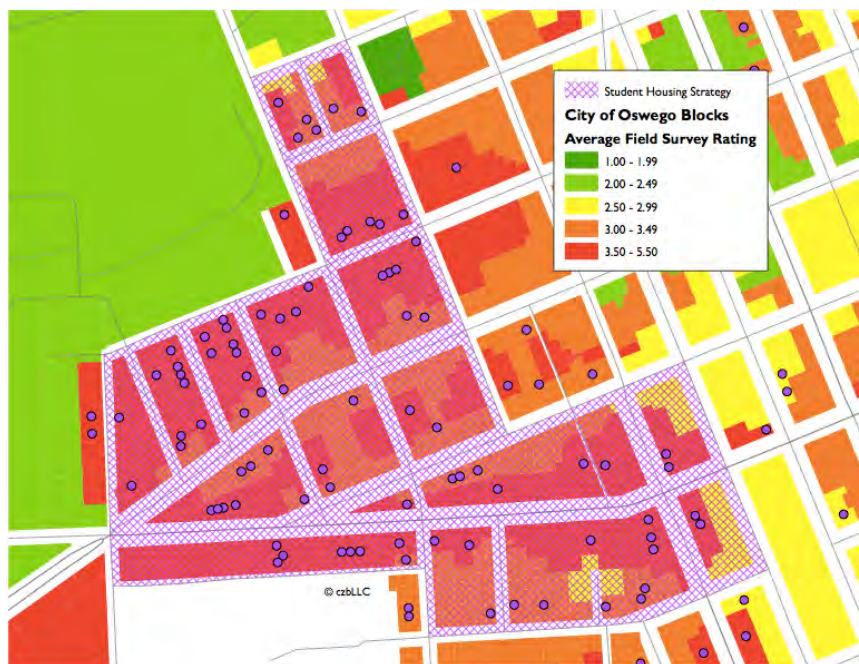 Student Housing Strategy
City of Oswego Blocks
Average Field Survey Rating
1.00 - 1.99
2.00 - 2.49
2.50 - 2.99
3.00 - 3.49
3.50 - 5.50
© czbLLC